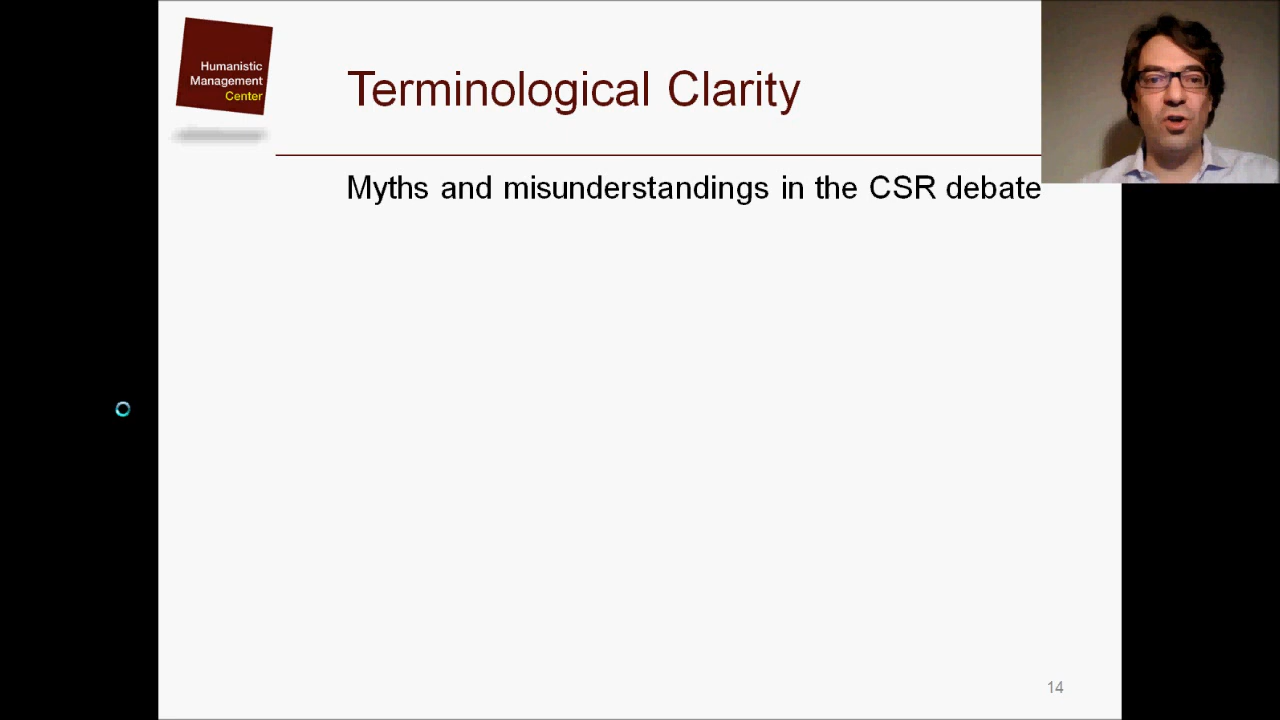 Humanistic
Management
Center
Terminological Clarity
Myths and misunderstandings in the CSR debate
14